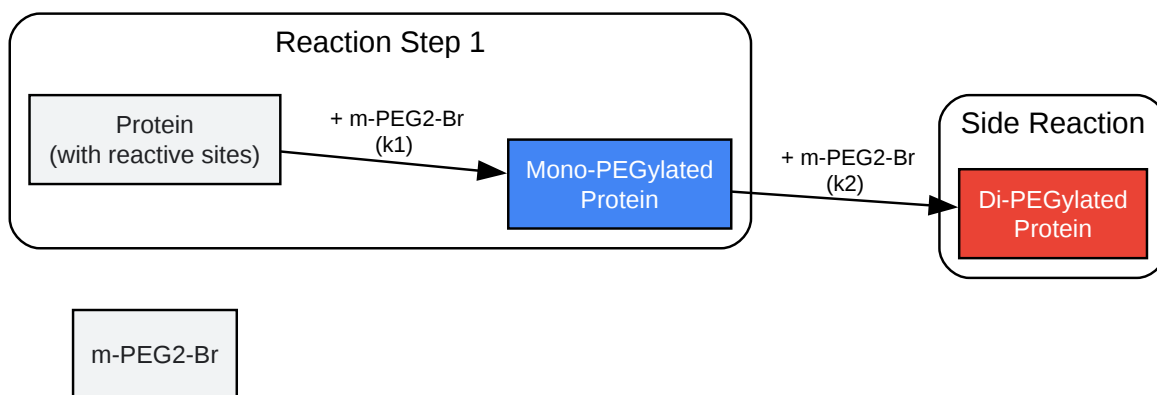 Reaction Step 1
Protein
(with reactive sites)
+ m-PEG2-Br
(k1)
Mono-PEGylated
Protein
+ m-PEG2-Br
(k2)
Side Reaction
Di-PEGylated
Protein
m-PEG2-Br